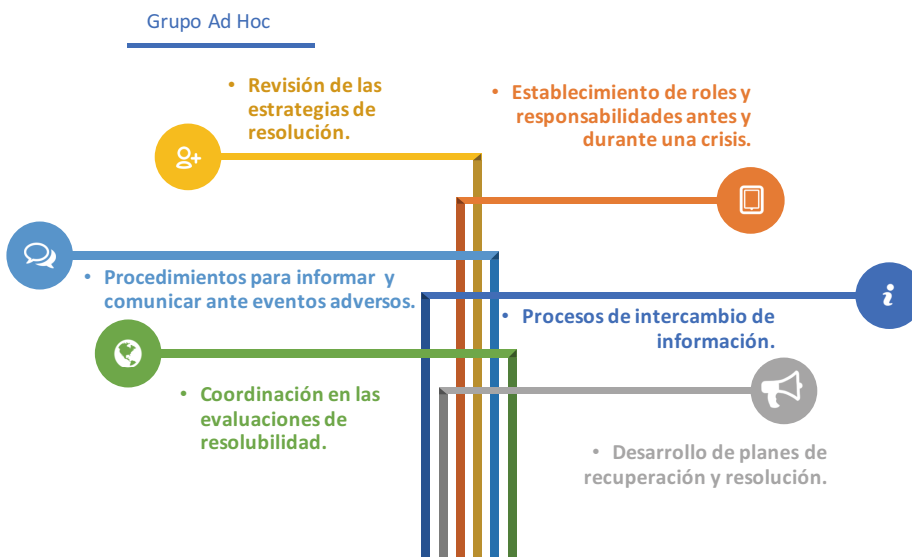 Grupo Ad Hoc
• Revisión de las
estrategias de
resolución.
• Establecimiento de roles y
responsabilidades antes y
durante una crisis.
• Procedimientos para informar y
comunicar ante eventos adversos.
• Procesos de intercambio de
información.
• Coordinación en las
evaluaciones de
resolubilidad.
• Desarrollo de planes de
recuperación y resolución.